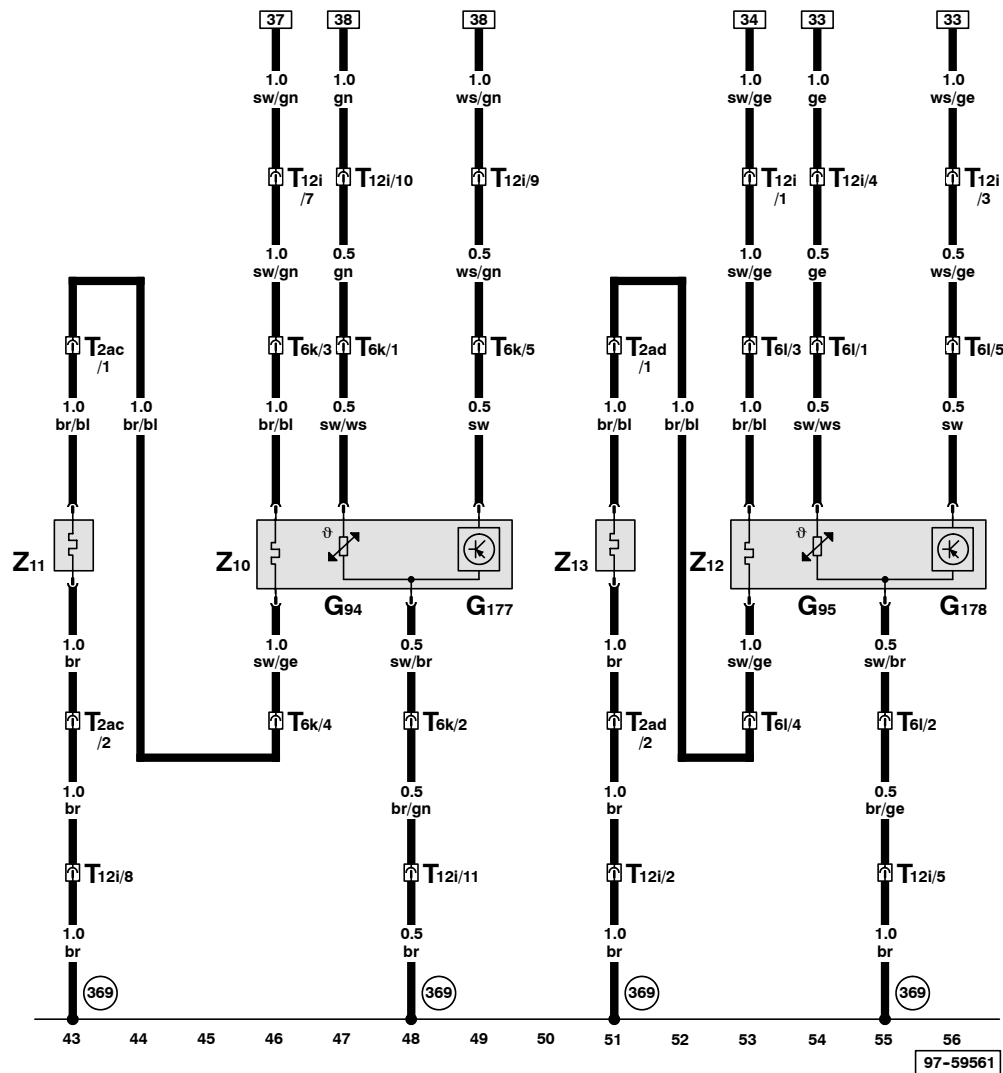 37 38 38 34 33 33
1.0 1.0 1.0 1.0 1.0 1.0
sw/gn gn ws/gn sw/ge ge ws/ge
T12i/7 T12i/10 T12i/9 T12i/1 T12i/4 T12i/3
1.0 0.5 0.5 1.0 0.5 0.5
sw/gn gn ws/gn sw/ge ge ws/ge
T2ac/1 T6k/3 T6k/1 T6k/5 T2ad/1 T6l/3 T6l/1 T6l/5
1.0 1.0 1.0 0.5 0.5 1.0 1.0 1.0 0.5 0.5
br/bl br/bl br/bl sw/ws sw br/bl br/bl br/bl sw/ws sw
ϑ ϑ
Z11 Z10 Z13 Z12
G94 G177 G95 G178
1.0 1.0 0.5 1.0 1.0 0.5
br sw/ge sw/br br sw/ge sw/br
T2ac/2 T6k/4 T6k/2 T2ad/2 T6l/4 T6l/2
1.0 0.5 1.0 0.5
br br/gn br br/ge
T12i/8 T12i/11 T12i/2 T12i/5
1.0 0.5 1.0 1.0
br br br br
369 369 369 369
43 44 45 46 47 48 49 50 51 52 53 54 55 56
97-59561